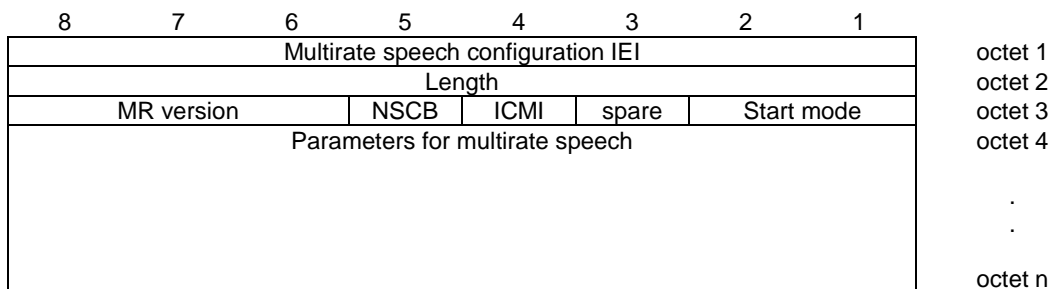 8 7 6 5 4 3 2 1
Multirate speech configuration IEI octet 1
Length octet 2
MR version NSCB ICMI spare Start mode octet 3
Parameters for multirate speech octet 4
.
.
octet n